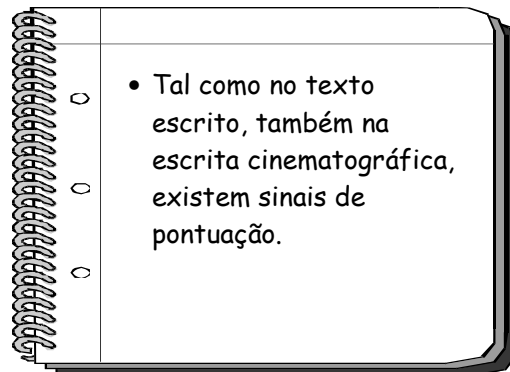 • Tal como no texto
escrito, também na
escrita cinematográfica,
existem sinais de
pontuação.